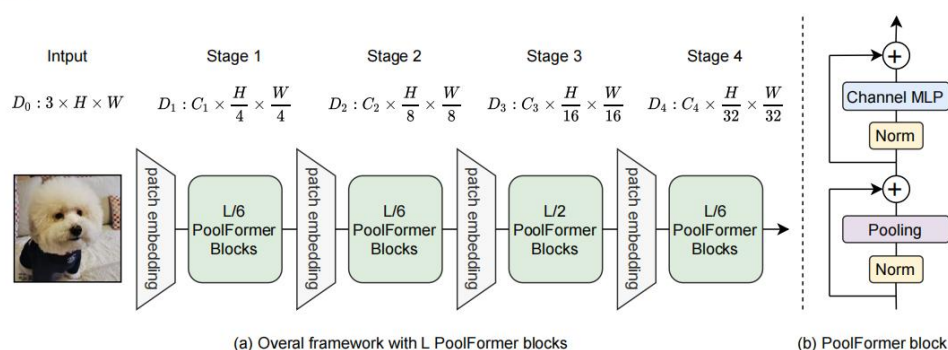 Intput
Stage 1
Stage 2
Stage 3
Stage 4
D₀ : 3 × H × W
D₁ : C₁ × H/4 × W/4
D₂ : C₂ × H/8 × W/8
D₃ : C₃ × H/16 × W/16
D₄ : C₄ × H/32 × W/32
patch embedding
L/6
PoolFormer
Blocks
patch embedding
L/6
PoolFormer
Blocks
patch embedding
L/2
PoolFormer
Blocks
patch embedding
L/6
PoolFormer
Blocks
(a) Overal framework with L PoolFormer blocks
+
Channel MLP
Norm
+
Pooling
Norm
(b) PoolFormer block